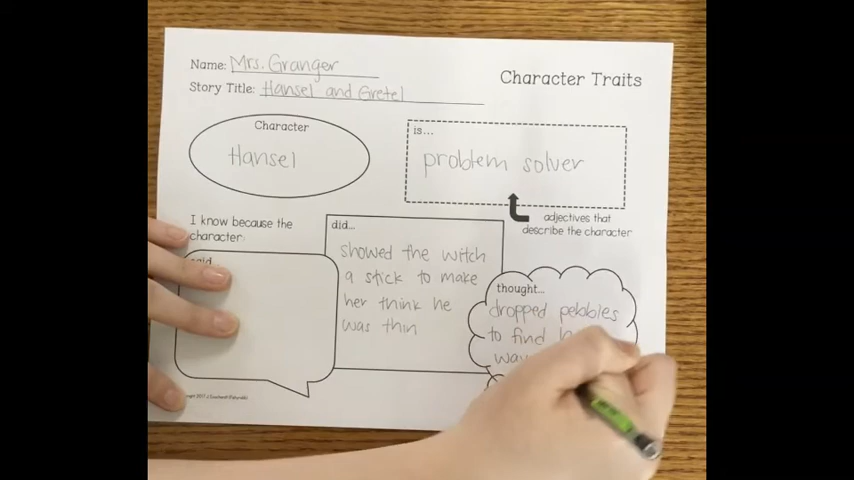 Name: Mrs. Granger
Story Title: Hansel and Gretel
Character Traits
Character
Hansel
is...
problem solver
adjectives that
describe the character
I know because the
character:
said...
did...
showed the witch
a stick to make
her think he
was thin
thought...
dropped pebbles
to find
way